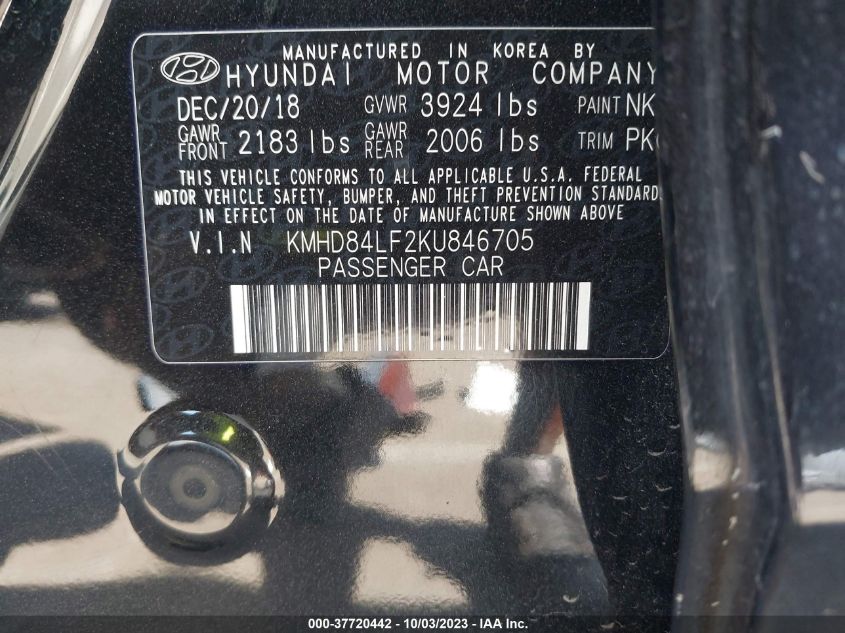 MANUFACTURED IN KOREA BY
HYUNDAI MOTOR COMPANY
DEC/20/18 GVWR 3924 lbs PAINT NK
GAWR FRONT 2183 lbs GAWR REAR 2006 lbs TRIM PK
THIS VEHICLE CONFORMS TO ALL APPLICABLE U.S.A. FEDERAL
MOTOR VEHICLE SAFETY, BUMPER, AND THEFT PREVENTION STANDARDS
IN EFFECT ON THE DATE OF MANUFACTURE SHOWN ABOVE
V.I.N KMHD84LF2KU846705
PASSENGER CAR
000-37720442 - 10/03/2023 - IAA Inc.